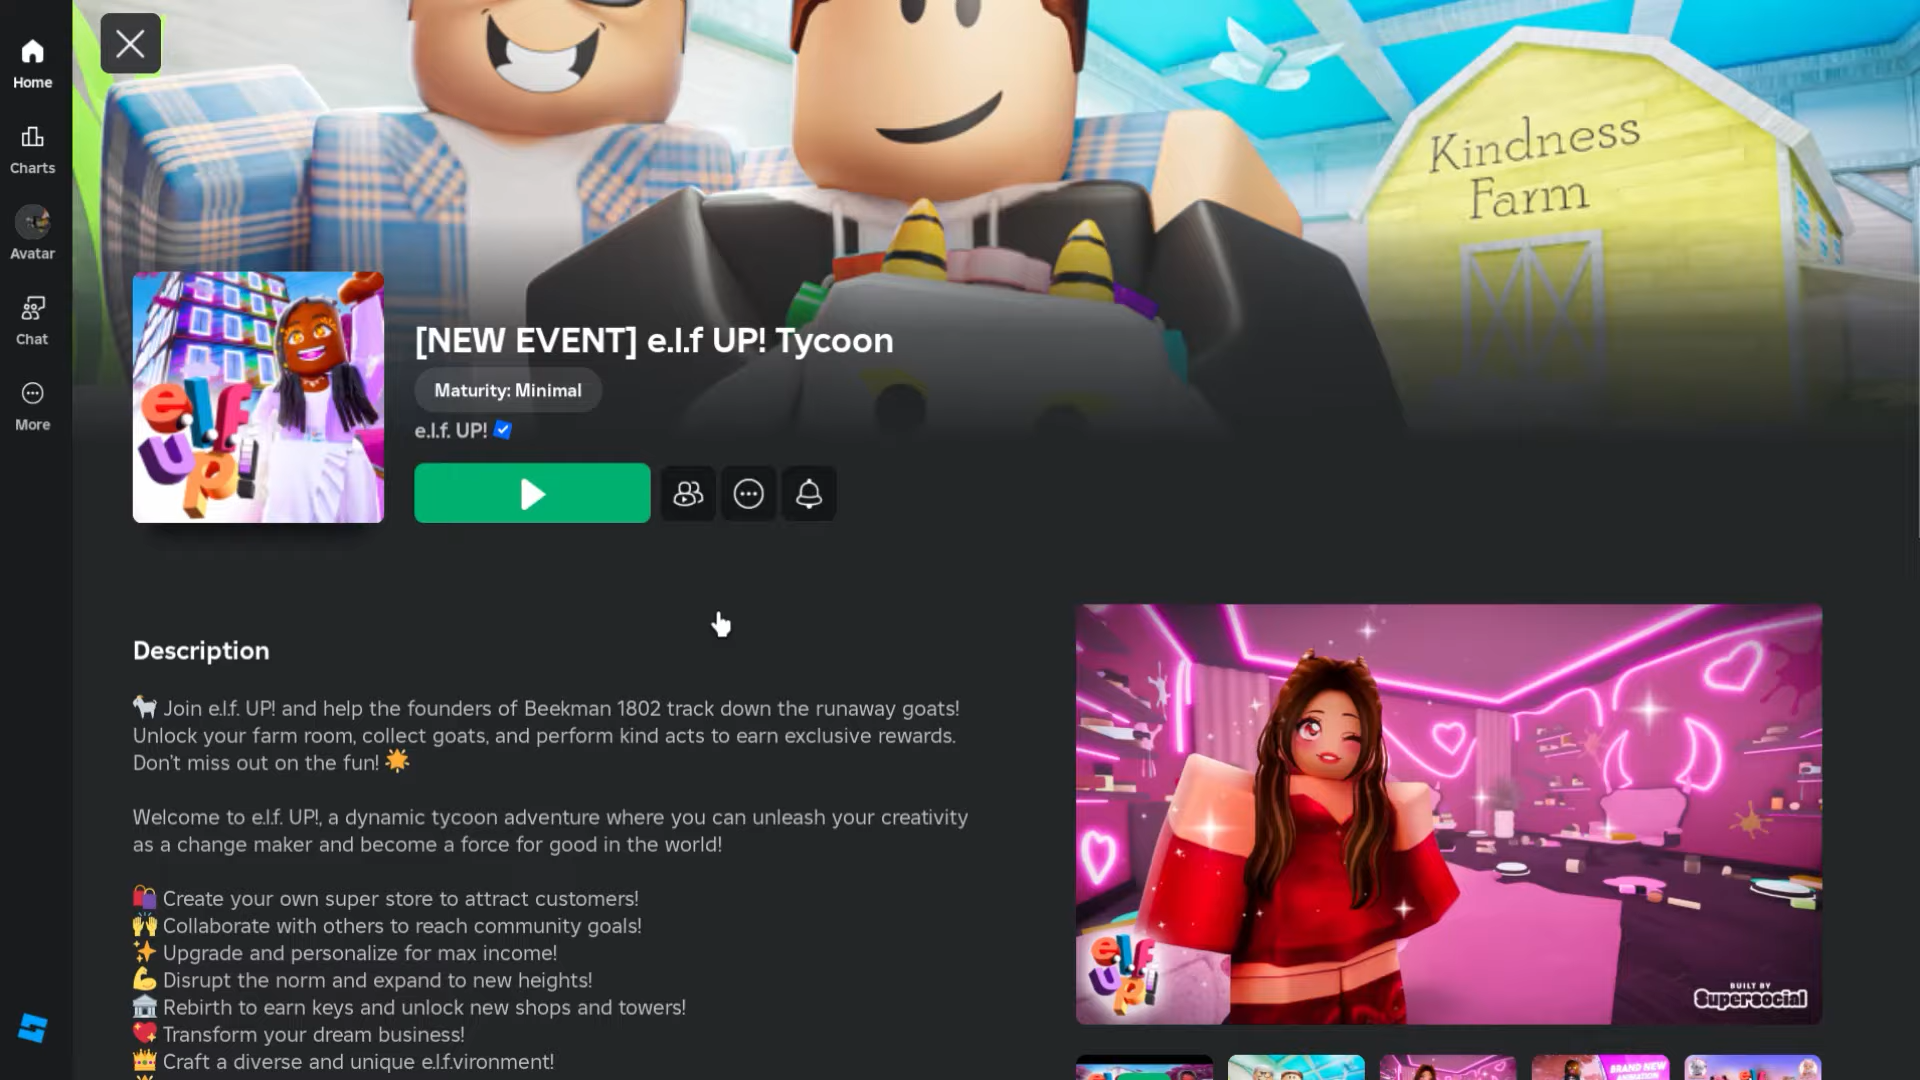 Home
Charts
Avatar
Chat
More
Kindness
Farm
e.l.f
UP!
[NEW EVENT] e.l.f UP! Tycoon
Maturity: Minimal
e.l.f. UP!
Description
Join e.l.f. UP! and help the founders of Beekman 1802 track down the runaway goats!
Unlock your farm room, collect goats, and perform kind acts to earn exclusive rewards.
Don't miss out on the fun!
Welcome to e.l.f. UP!, a dynamic tycoon adventure where you can unleash your creativity
as a change maker and become a force for good in the world!
Create your own super store to attract customers!
Collaborate with others to reach community goals!
Upgrade and personalize for max income!
Disrupt the norm and expand to new heights!
Rebirth to earn keys and unlock new shops and towers!
Transform your dream business!
Craft a diverse and unique e.l.f.vironment!
e.l.f
UP!
BUILT BY
Supersocial
BRAND NEW